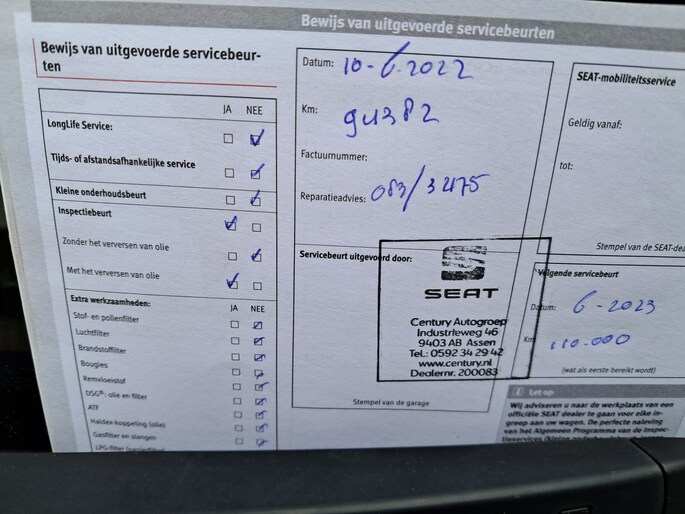 Bewijs van uitgevoerde servicebeurten
Bewijs van uitgevoerde servicebeur-
ten
JA NEE
LongLife Service:
Tijds- of afstandsafhankelijke service
Kleine onderhoudsbeurt
Inspectiebeurt
Zonder het verversen van olie
Met het verversen van olie
Extra werkzaamheden: JA NEE
Stof- en pollenfilter
Luchtfilter
Brandstoffilter
Bougies
Remvloeistof
DSG®: olie en filter
ATF
Haldex koppeling (olie)
Gasfilter en slangen
Datum: 10-6-2022
Km:
Factuurnummer:
Reparatieadvies: 083/
Servicebeurt uitgevoerd door:
SEAT
Century Autogroep
Industrieweg 46
9403 AB Assen
Tel.: 0592 34 29 42
www.century.nl
Dealernr. 200083
Stempel van de garage
SEAT-mobiliteitsservice
Geldig vanaf:
tot:
Stempel van de SEAT-dea
Volgende servicebeurt
Datum: 6-2023
Km: 110.000
(wat als eerste bereikt wordt)
Let op
Wij adviseren u naar de werkplaats van een
officiële SEAT dealer te gaan voor elke in-
greep aan uw wagen. De perfecte naleving
van het Algemeen Programma van de Inspec-